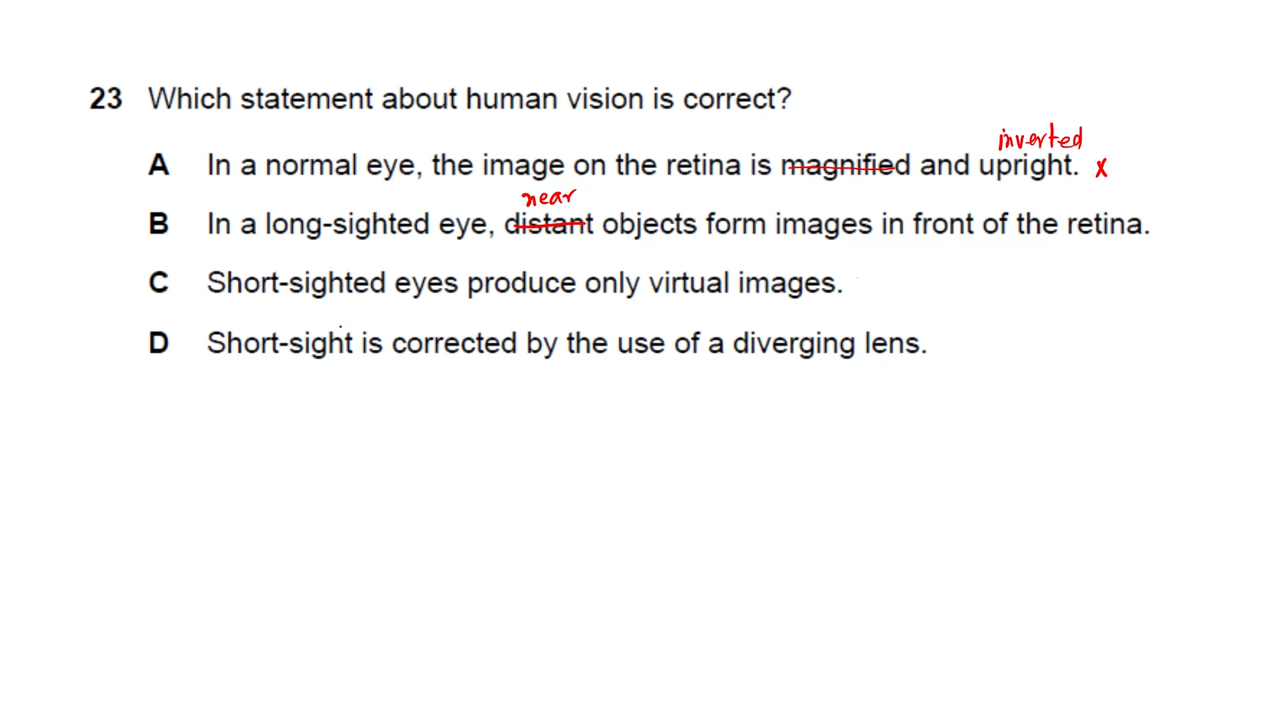 23 Which statement about human vision is correct?
inverted
A In a normal eye, the image on the retina is magnified and upright. x
near
B In a long-sighted eye, distant objects form images in front of the retina.
C Short-sighted eyes produce only virtual images.
D Short-sight is corrected by the use of a diverging lens.